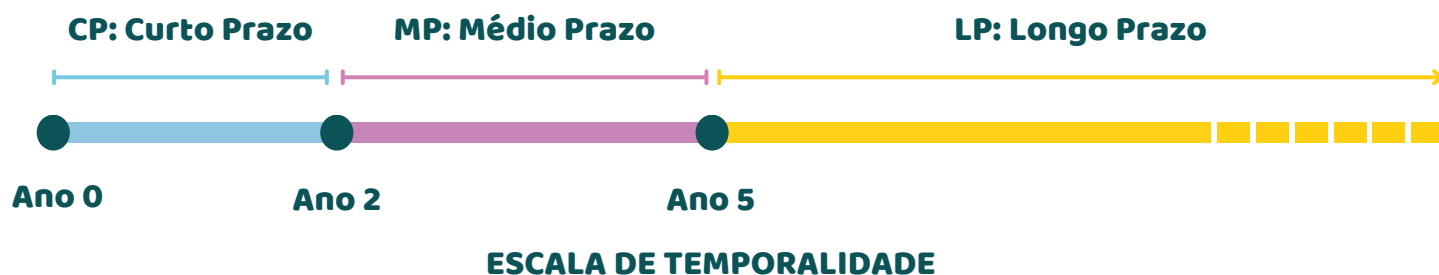 CP: Curto Prazo
MP: Médio Prazo
LP: Longo Prazo
Ano 0
Ano 2
Ano 5
ESCALA DE TEMPORALIDADE